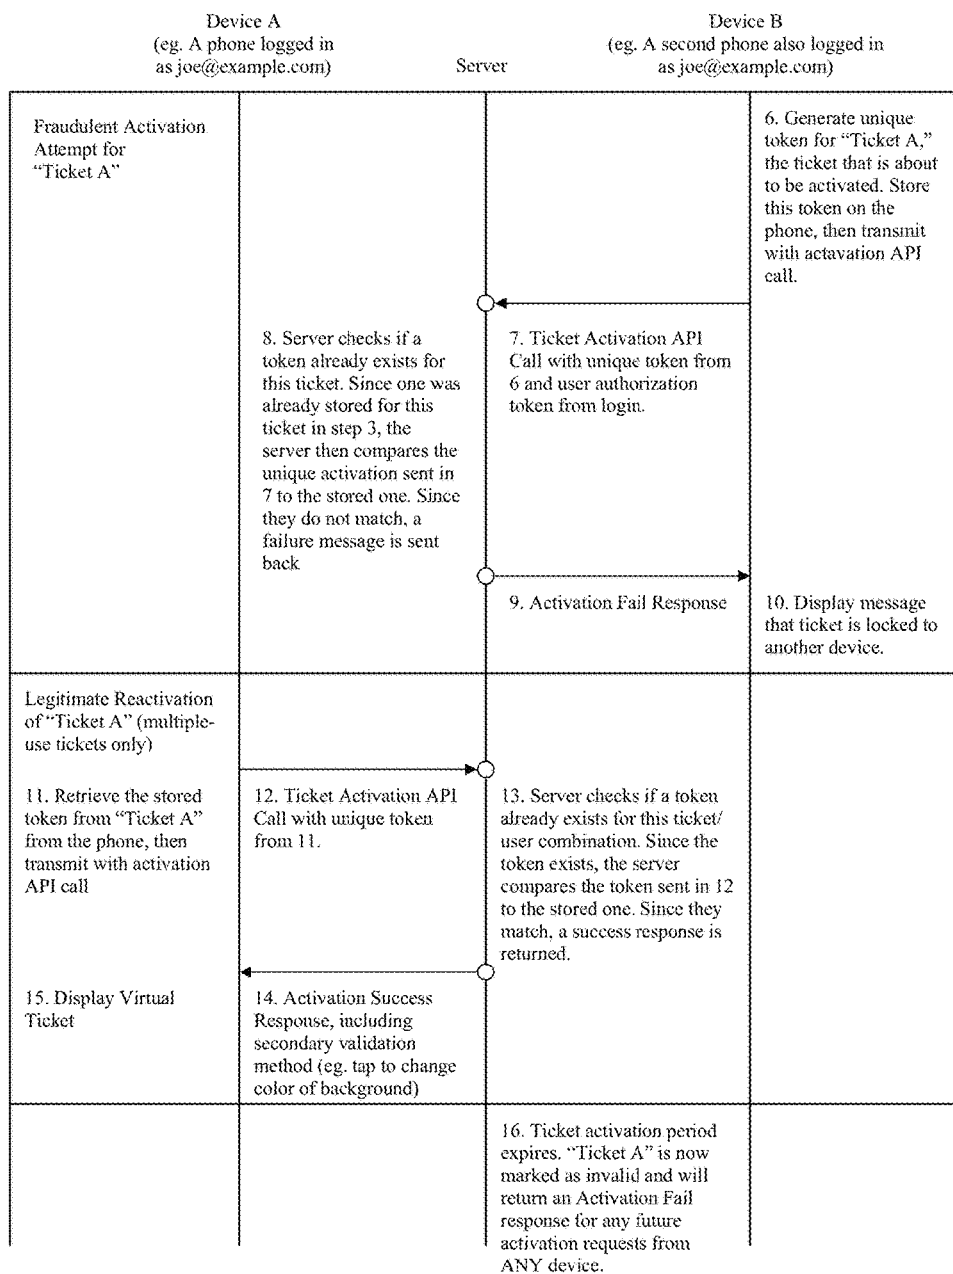 Device A
(eg. A phone logged in
as joe@example.com)
Server
Device B
(eg. A second phone also logged in
as joe@example.com)
Fraudulent Activation
Attempt for
“Ticket A”
6. Generate unique
token for “Ticket A,”
the ticket that is about
to be activated. Store
this token on the
phone, then transmit
with actavation API
call.
7. Ticket Activation API
Call with unique token from
6 and user authorization
token from login.
8. Server checks if a
token already exists for
this ticket. Since one was
already stored for this
ticket in step 3, the
server then compares the
unique activation sent in
7 to the stored one. Since
they do not match, a
failure message is sent
back
9. Activation Fail Response
10. Display message
that ticket is locked to
another device.
Legitimate Reactivation
of “Ticket A” (multiple-
use tickets only)
11. Retrieve the stored
token from “Ticket A”
from the phone, then
transmit with activation
API call
12. Ticket Activation API
Call with unique token
from 11.
13. Server checks if a token
already exists for this ticket/
user combination. Since the
token exists, the server
compares the token sent in 12
to the stored one. Since they
match, a success response is
returned.
14. Activation Success
Response, including
secondary validation
method (eg. tap to change
color of background)
15. Display Virtual
Ticket
16. Ticket activation period
expires. “Ticket A” is now
marked as invalid and will
return an Activation Fail
response for any future
activation requests from
ANY device.